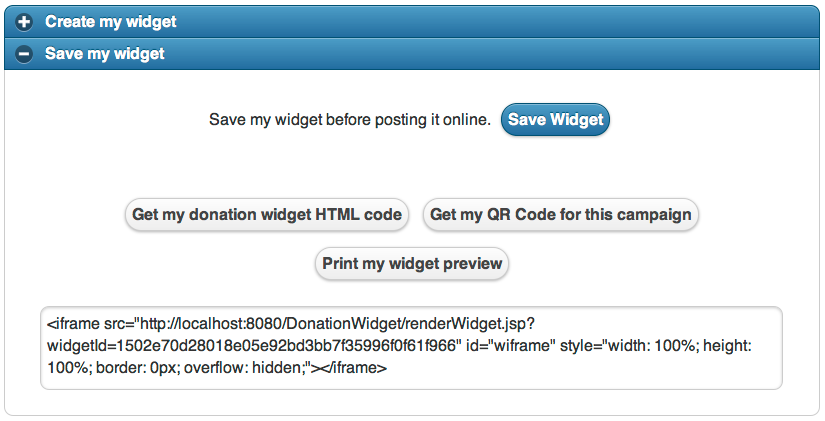 Create my widget
Save my widget
Save my widget before posting it online. Save Widget
Get my donation widget HTML code Get my QR Code for this campaign
Print my widget preview
<iframe src="http://localhost:8080/DonationWidget/renderWidget.jsp?
widgetId=1502e70d28018e05e92bd3bb7f35996f0f61f966" id="wiframe" style="width: 100%; height:
100%; border: 0px; overflow: hidden;"></iframe>